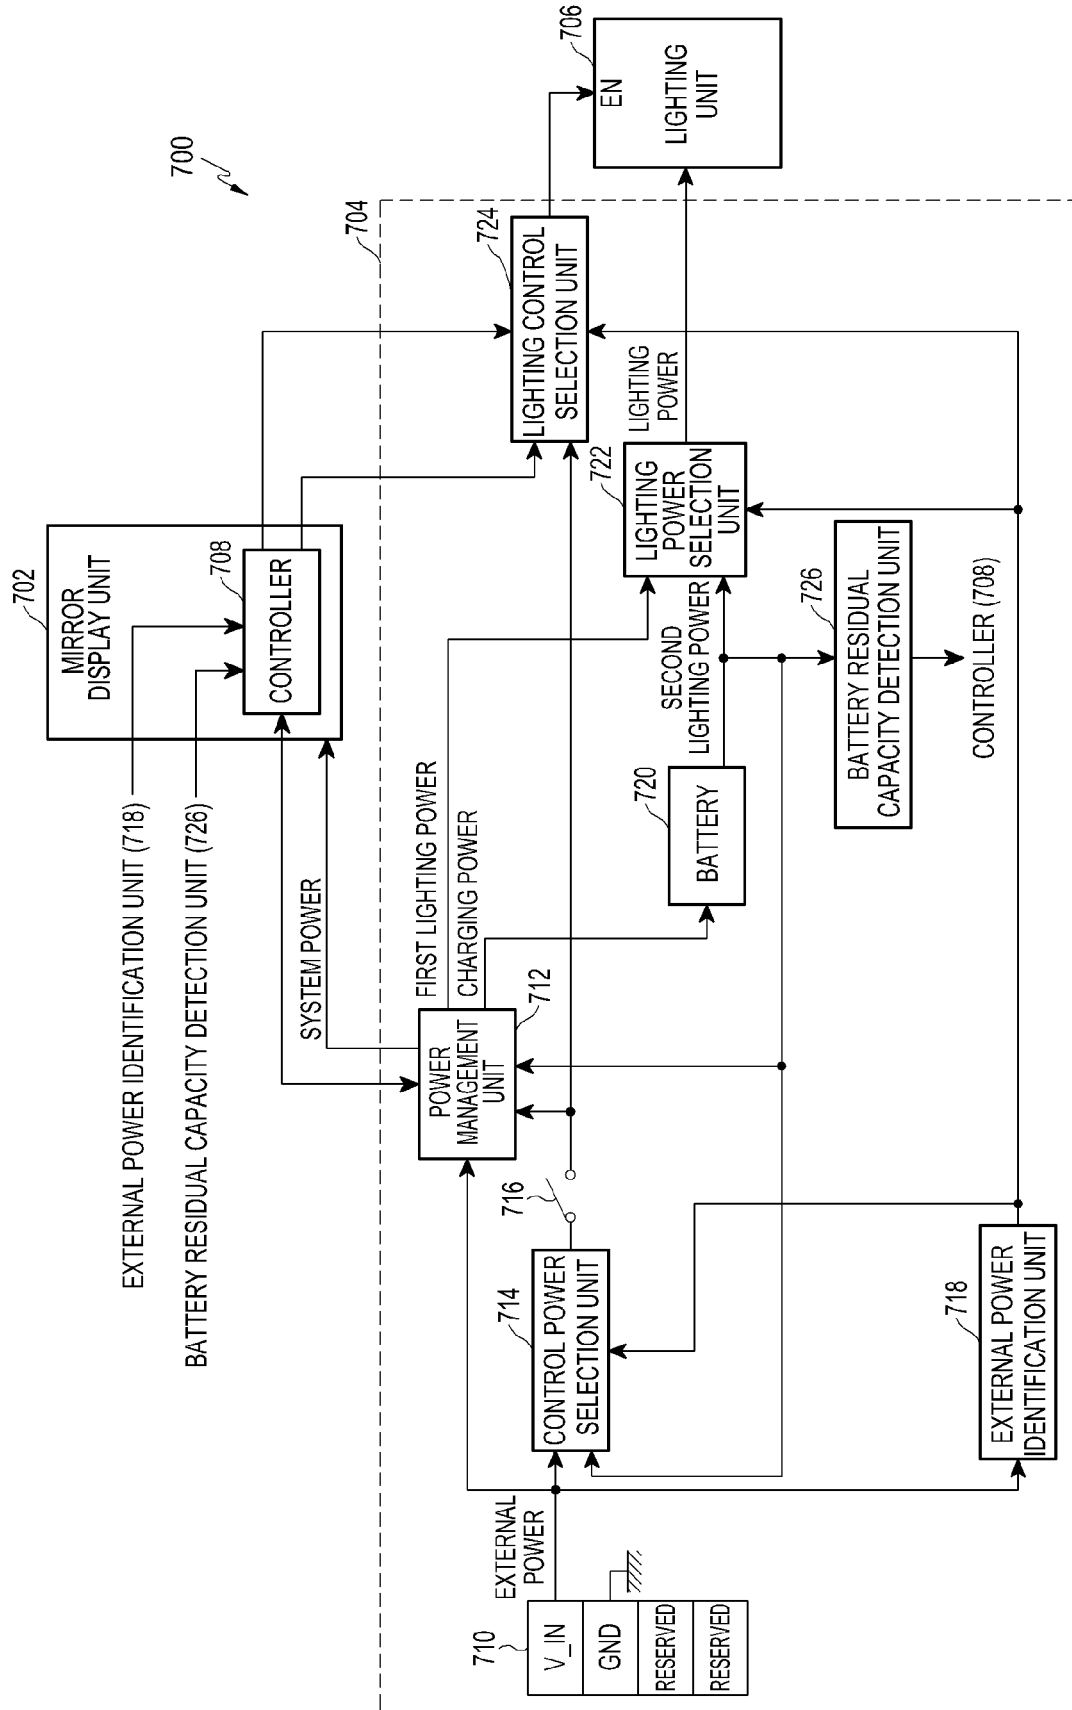 700
702
MIRROR
DISPLAY UNIT
708
CONTROLLER
EXTERNAL POWER IDENTIFICATION UNIT (718)
BATTERY RESIDUAL CAPACITY DETECTION UNIT (726)
SYSTEM POWER
704
724
LIGHTING CONTROL
SELECTION UNIT
706
EN
LIGHTING
UNIT
FIRST LIGHTING POWER
CHARGING POWER
POWER
MANAGEMENT
UNIT
712
716
714
CONTROL POWER
SELECTION UNIT
EXTERNAL
POWER
710
V_IN
GND
RESERVED
RESERVED
720
BATTERY
SECOND
LIGHTING POWER
722
LIGHTING
POWER
SELECTION
UNIT
LIGHTING
POWER
726
BATTERY RESIDUAL
CAPACITY DETECTION UNIT
CONTROLLER (708)
718
EXTERNAL POWER
IDENTIFICATION UNIT